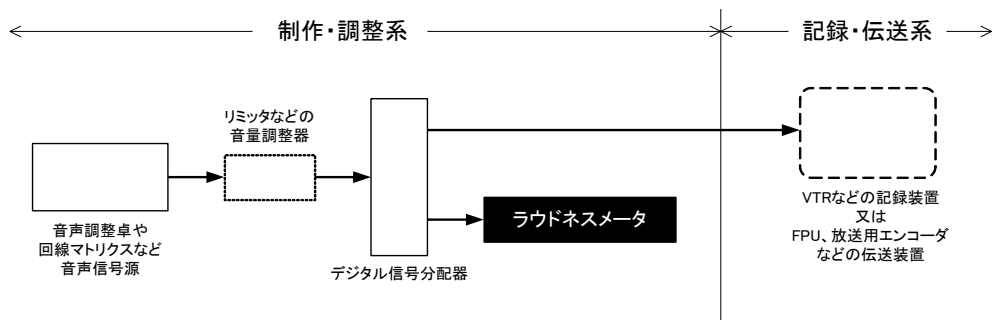 制作・調整系
記録・伝送系
リミッタなどの
音量調整器
音声調整卓や
回線マトリクスなど
音声信号源
デジタル信号分配器
ラウドネスメータ
VTRなどの記録装置
又は
FPU、放送用エンコーダ
などの伝送装置